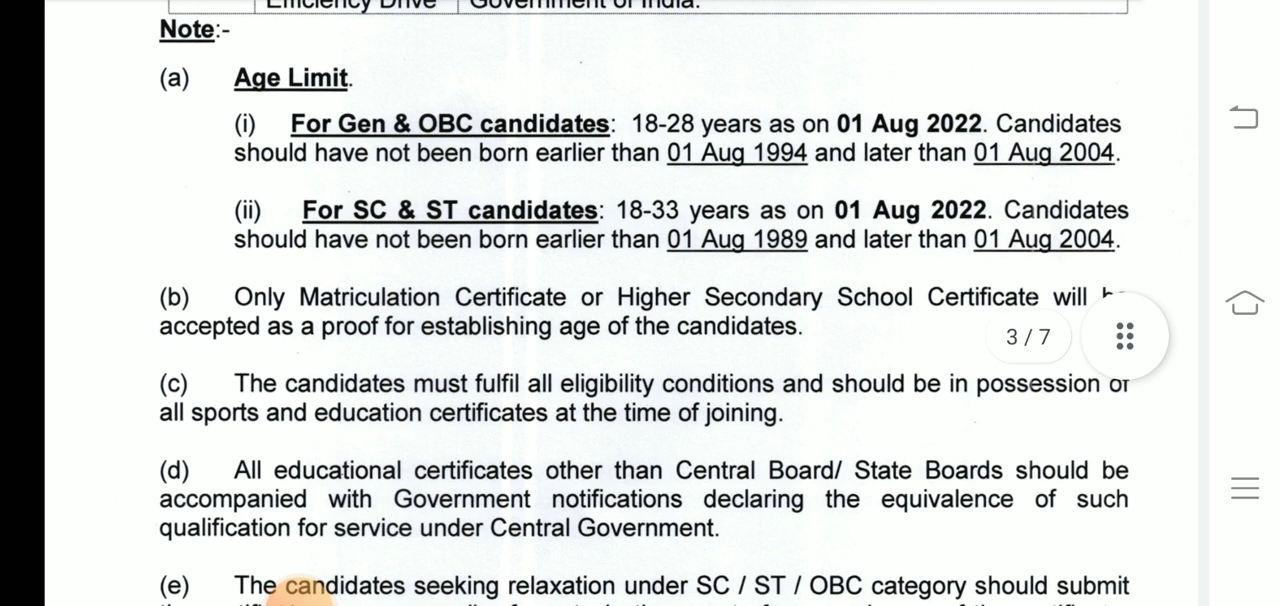 Efficiency Drive Government of India.
Note:-
(a) Age Limit.
(i) For Gen & OBC candidates: 18-28 years as on 01 Aug 2022. Candidates
should have not been born earlier than 01 Aug 1994 and later than 01 Aug 2004.
(ii) For SC & ST candidates: 18-33 years as on 01 Aug 2022. Candidates
should have not been born earlier than 01 Aug 1989 and later than 01 Aug 2004.
(b) Only Matriculation Certificate or Higher Secondary School Certificate will
accepted as a proof for establishing age of the candidates.
3 / 7
(c) The candidates must fulfil all eligibility conditions and should be in possession of
all sports and education certificates at the time of joining.
(d) All educational certificates other than Central Board/ State Boards should be
accompanied with Government notifications declaring the equivalence of such
qualification for service under Central Government.
(e) The candidates seeking relaxation under SC / ST / OBC category should submit